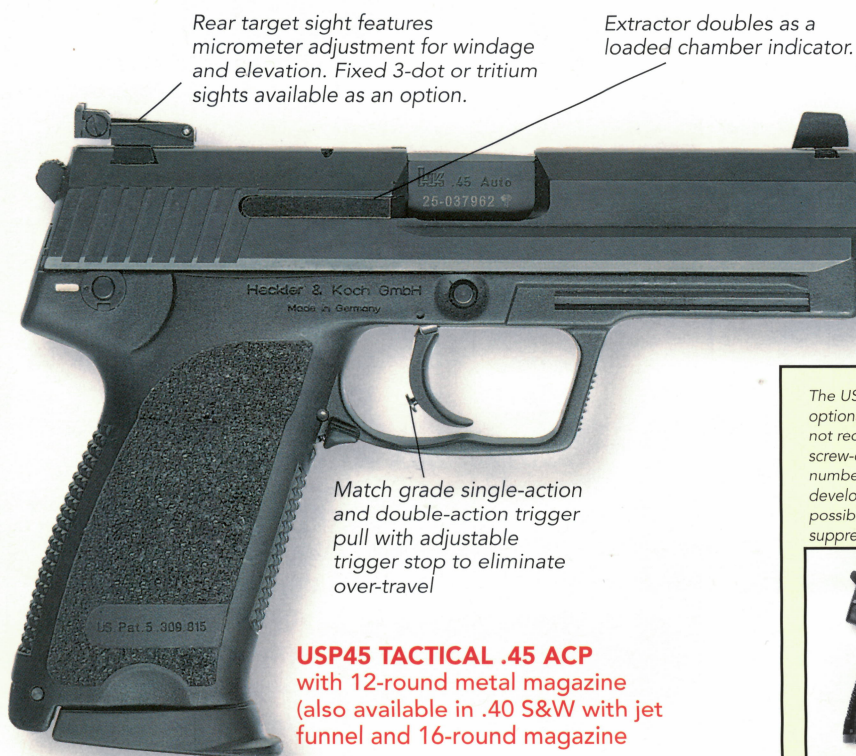 Rear target sight features
micrometer adjustment for windage
and elevation. Fixed 3-dot or tritium
sights available as an option.
Extractor doubles as a
loaded chamber indicator.
HK .45 Auto
25-037962
Heckler & Koch GmbH
Made in Germany
The US
option
not rec
screw-
numbe
develo
possib
suppre
Match grade single-action
and double-action trigger
pull with adjustable
trigger stop to eliminate
over-travel
US. Pat. 5 .309.815
USP45 TACTICAL .45 ACP
with 12-round metal magazine
(also available in .40 S&W with jet
funnel and 16-round magazine